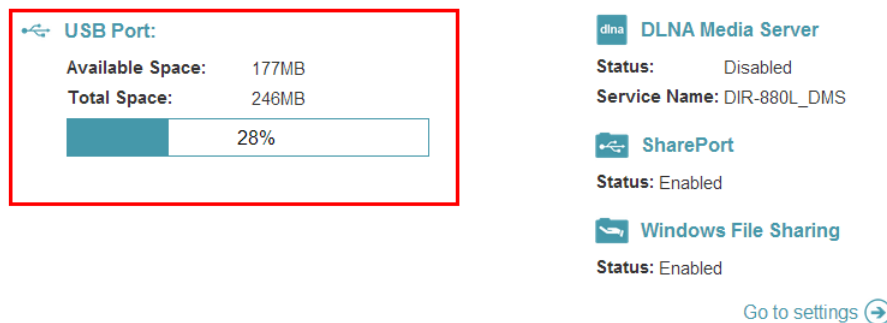 USB Port:
Available Space: 177MB
Total Space: 246MB
28%
dlna DLNA Media Server
Status: Disabled
Service Name: DIR-880L_DMS
SharePort
Status: Enabled
Windows File Sharing
Status: Enabled
Go to settings